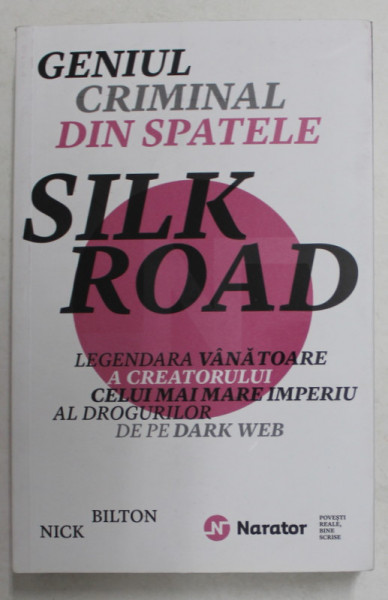 GENIUL
CRIMINAL
DIN SPATELE
SILK
ROAD
LEGENDARA VÂNĂTOARE
A CREATORULUI
CELUI MAI MARE IMPERIU
AL DROGURILOR
DE PE DARK WEB
BILTON
NICK
N Narator
POVEȘTI
REALE,
BINE
SCRISE